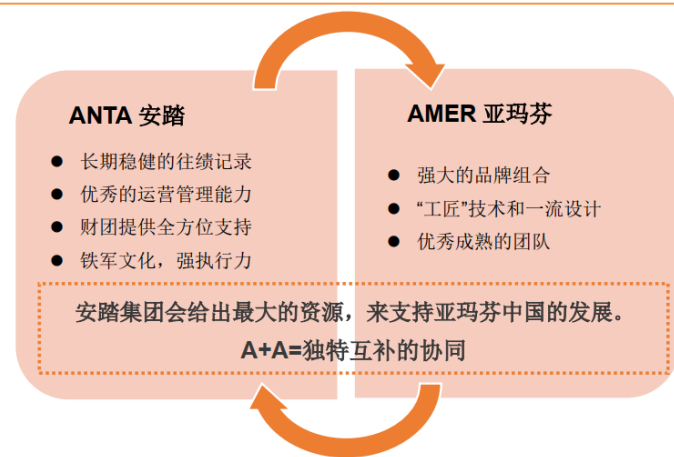 ANTA 安踏
● 长期稳健的往绩记录
● 优秀的运营管理能力
● 财团提供全方位支持
● 铁军文化，强执行力
AMER 亚玛芬
● 强大的品牌组合
● “工匠”技术和一流设计
● 优秀成熟的团队
安踏集团会给出最大的资源，来支持亚玛芬中国的发展。
A+A=独特互补的协同